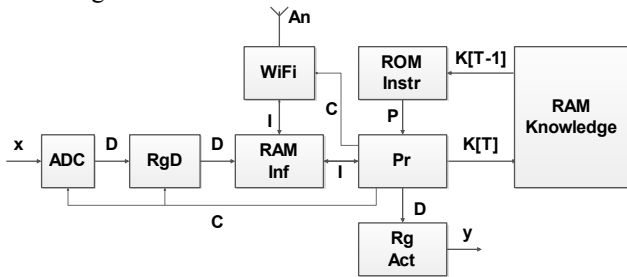 An
WiFi
ROM
Instr
K[T-1]
RAM
Knowledge
C
I
P
x
ADC
D
RgD
D
RAM
Inf
I
Pr
K[T]
C
D
Rg
Act
y